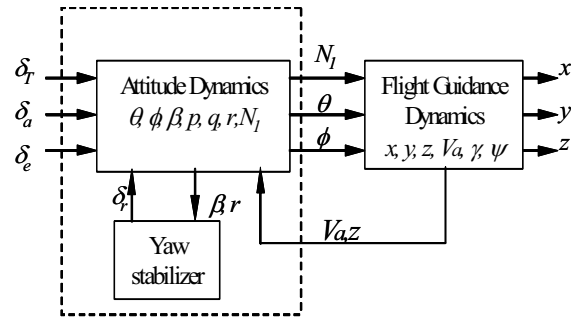 δT
δa
δe
Attitude Dynamics
θ, ϕ, β, p, q, r, N1
N1
θ
ϕ
Flight Guidance
Dynamics
x, y, z, Va, γ, ψ
x
y
z
δr
β, r
Va,z
Yaw
stabilizer